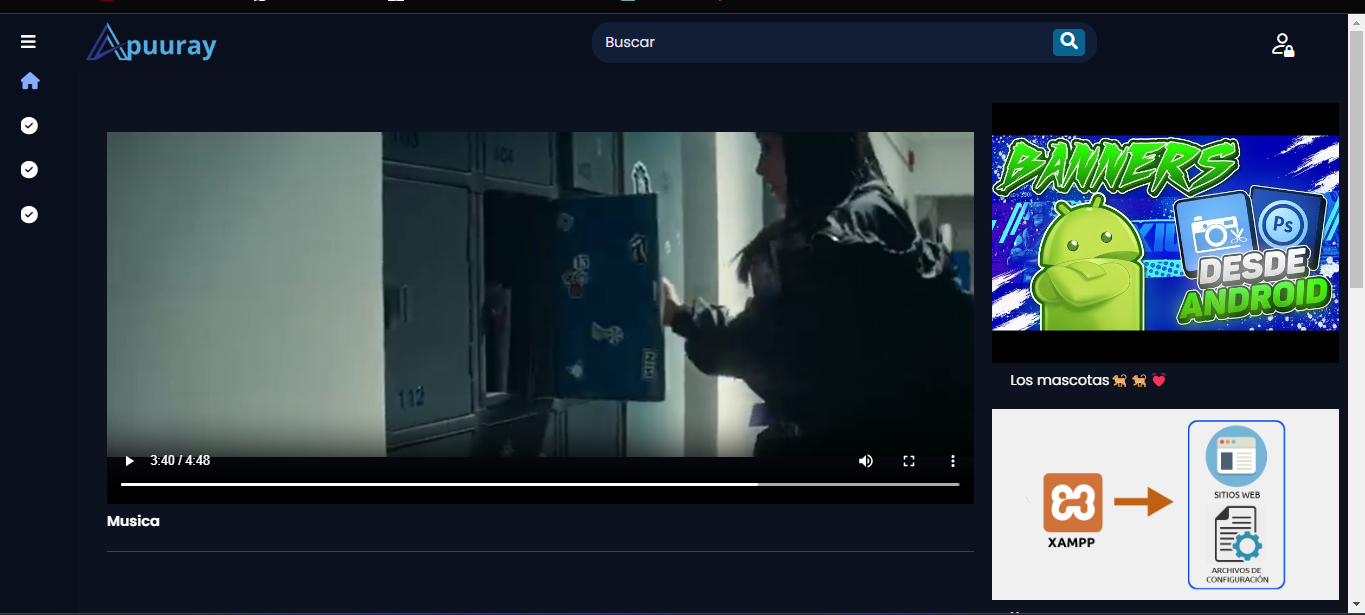 Apuuray
Buscar
112
3:40 / 4:48
Musica
BANNERS
Ps
DESDE
ANDROID
Los mascotas🐈🐈💗
XAMPP
SITIOS WEB
ARCHIVOS DE
CONFIGURACIÓN